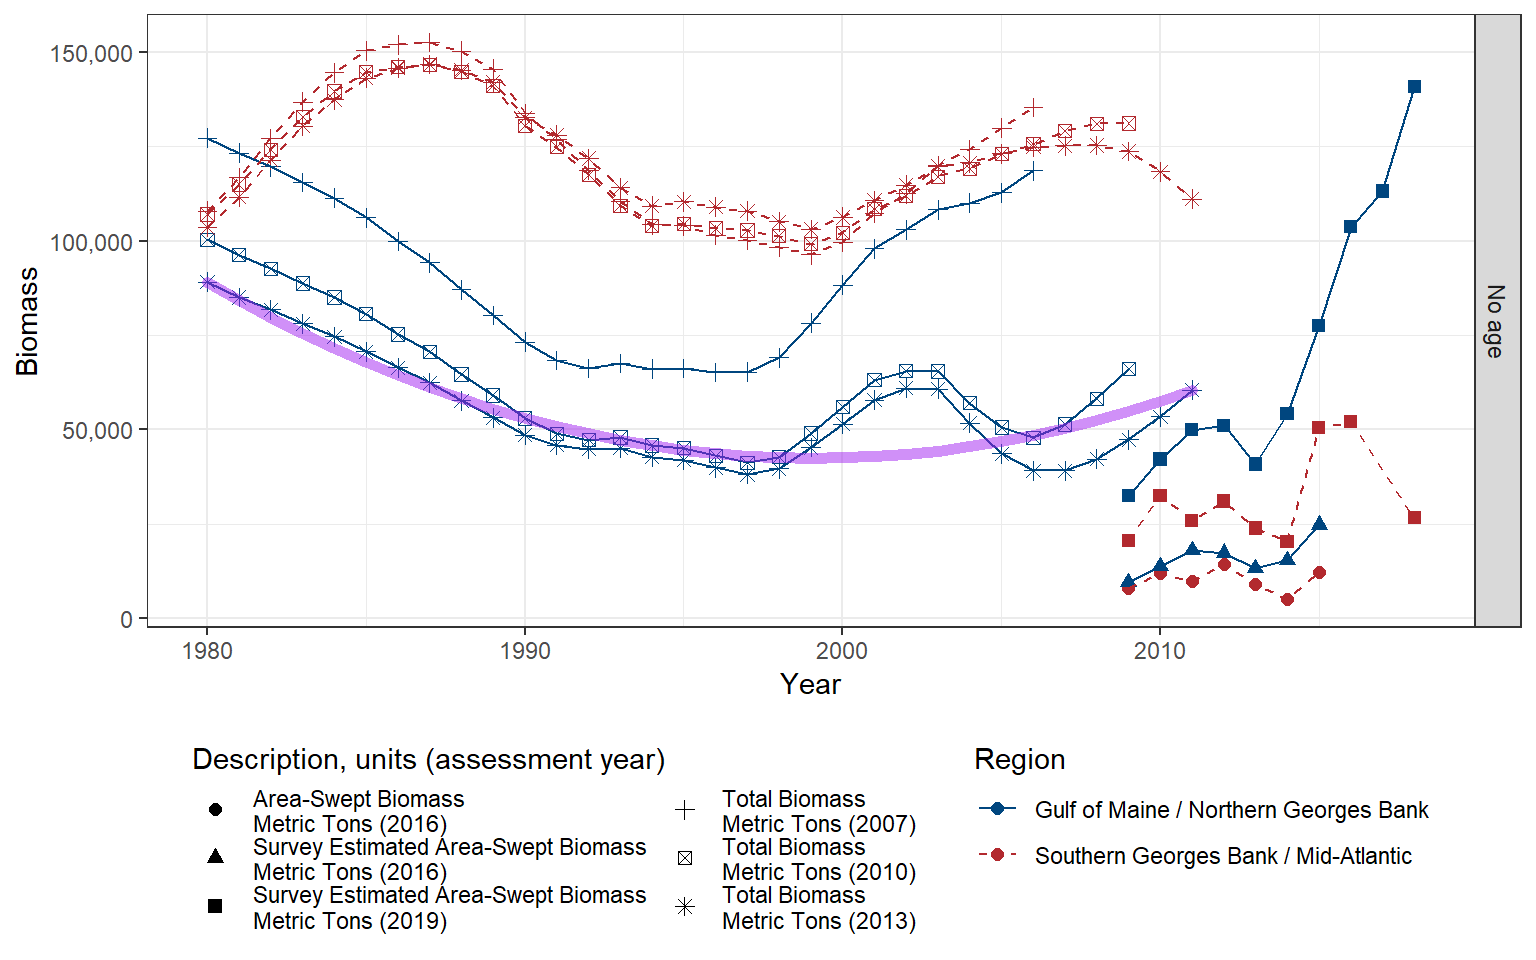 150,000
100,000
50,000
0
Biomass
No age
1980 1990 2000 2010
Year
Description, units (assessment year)
Area-Swept Biomass
Metric Tons (2016)
Survey Estimated Area-Swept Biomass
Metric Tons (2016)
Survey Estimated Area-Swept Biomass
Metric Tons (2019)
Total Biomass
Metric Tons (2007)
Total Biomass
Metric Tons (2010)
Total Biomass
Metric Tons (2013)
Region
Gulf of Maine / Northern Georges Bank
Southern Georges Bank / Mid-Atlantic